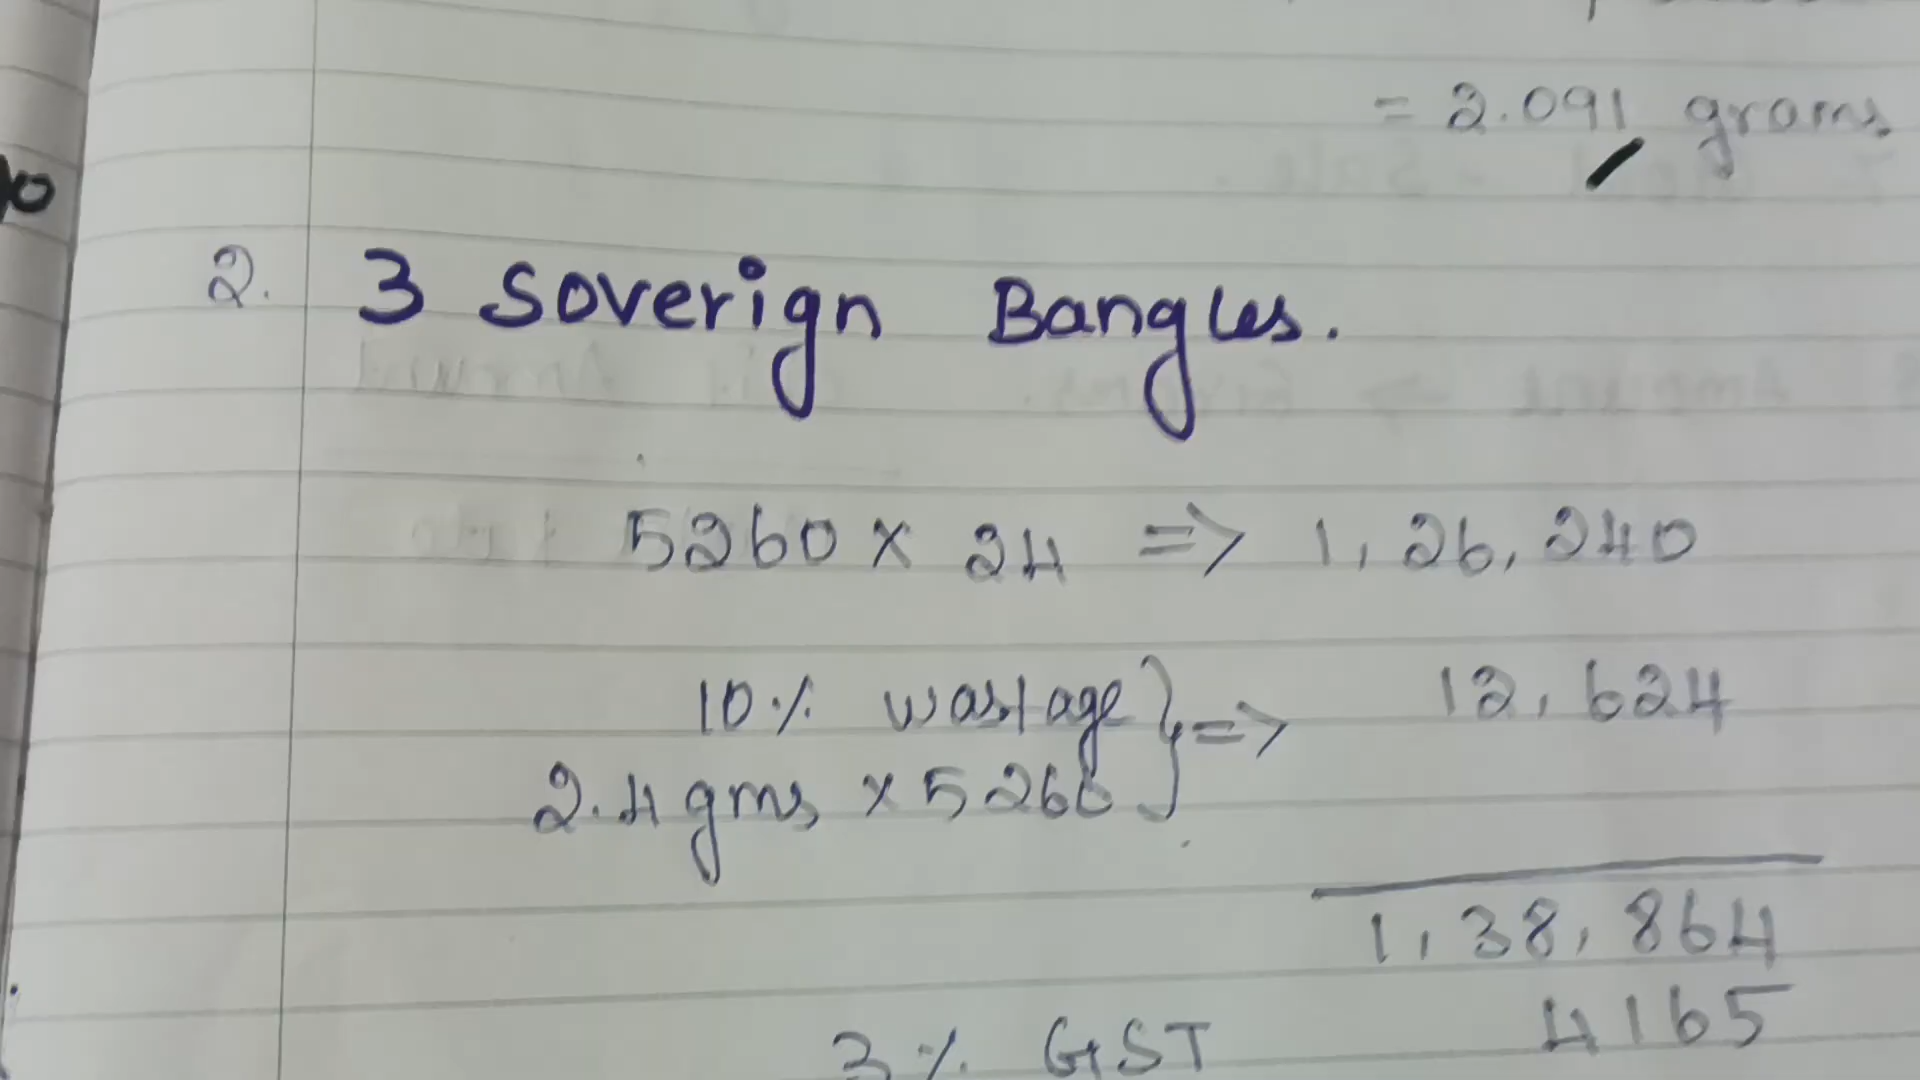 = 2.091 grams
2. 3 Soverign Bangles.
5260 x 24 => 1,26,240
10% wastage } => 12,624
2.4 gms x 5260
1,38,864
3% GST 4165